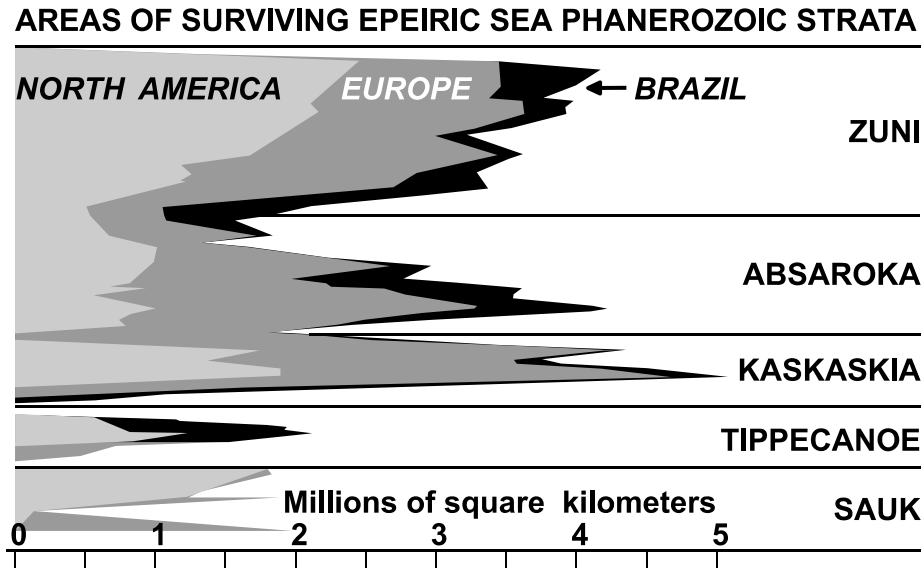 AREAS OF SURVIVING EPEIRIC SEA PHANEROZOIC STRATA
NORTH AMERICA EUROPE BRAZIL
ZUNI
ABSAROKA
KASKASKIA
TIPPECANOE
Millions of square kilometers
SAUK
0 1 2 3 4 5